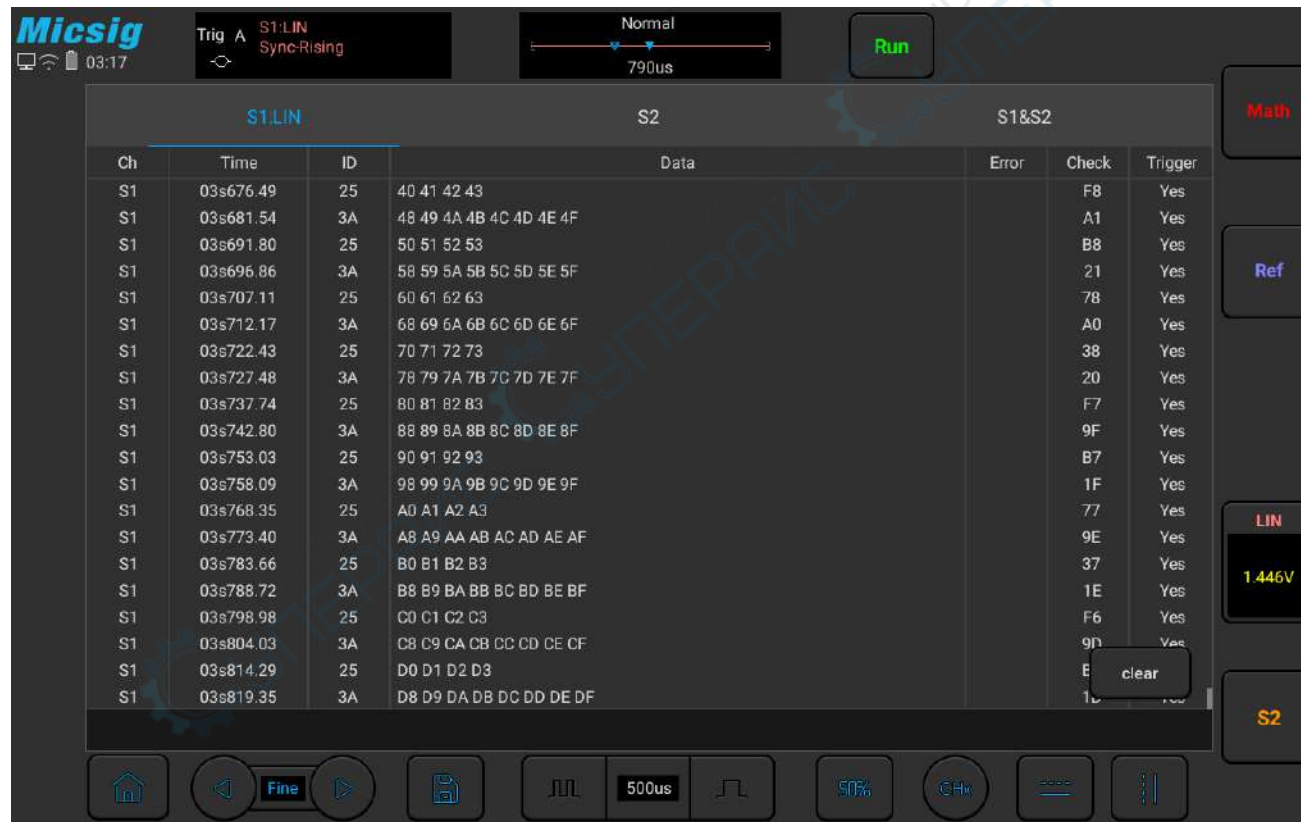 Micsig
Trig A S1:LIN
Sync-Rising
03:17
Normal
790us
Run
Math
S1:LIN S2 S1&S2
Ch Time ID Data Error Check Trigger
S1 03s676.49 25 40 41 42 43 F8 Yes
S1 03s681.54 3A 48 49 4A 4B 4C 4D 4E 4F A1 Yes
S1 03s691.80 25 50 51 52 53 B8 Yes
S1 03s696.86 3A 58 59 5A 5B 5C 5D 5E 5F 21 Yes
S1 03s707.11 25 60 61 62 63 78 Yes
S1 03s712.17 3A 68 69 6A 6B 6C 6D 6E 6F A0 Yes
S1 03s722.43 25 70 71 72 73 38 Yes
S1 03s727.48 3A 78 79 7A 7B 7C 7D 7E 7F 20 Yes
S1 03s737.74 25 80 81 82 83 F7 Yes
S1 03s742.80 3A 88 89 8A 8B 8C 8D 8E 8F 9F Yes
S1 03s753.03 25 90 91 92 93 B7 Yes
S1 03s758.09 3A 98 99 9A 9B 9C 9D 9E 9F 1F Yes
S1 03s768.35 25 A0 A1 A2 A3 77 Yes
S1 03s773.40 3A A8 A9 AA AB AC AD AE AF 9E Yes
S1 03s783.66 25 B0 B1 B2 B3 37 Yes
S1 03s788.72 3A B8 B9 BA BB BC BD BE BF 1E Yes
S1 03s798.98 25 C0 C1 C2 C3 F6 Yes
S1 03s804.03 3A C8 C9 CA CB CC CD CE CF 9D Yes
S1 03s814.29 25 D0 D1 D2 D3
S1 03s819.35 3A D8 D9 DA DB DC DD DE DF
clear
Ref
LIN
1.446V
S2
Fine
500us
50%
CHx
СУПЕРАЙС